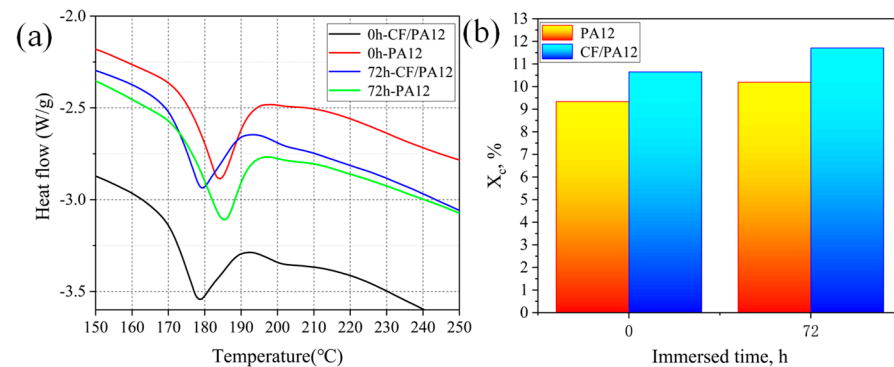 (a)
-2.0
-2.5
-3.0
-3.5
Heat flow (W/g)
0h-CF/PA12
0h-PA12
72h-CF/PA12
72h-PA12
150 160 170 180 190 200 210 220 230 240 250
Temperature(℃)
(b)
13
12
11
10
9
8
7
6
5
4
3
2
1
0
Xc, %
PA12
CF/PA12
0 72
Immersed time, h